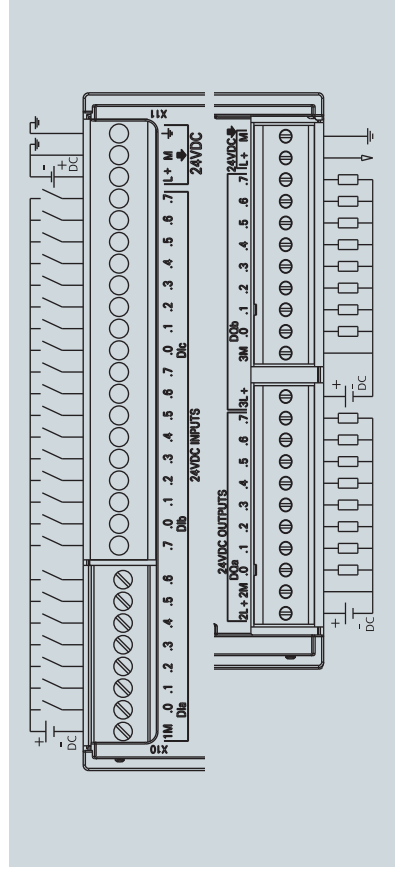 + - DC + - DC
X10 X11
1M .0 .1 .2 .3 .4 .5 .6 .7 .0 .1 .2 .3 .4 .5 .6 .7 .0 .1 .2 .3 .4 .5 .6 .7 L+ M
DIa DIb DIc
24VDC INPUTS 24VDC
24VDC OUTPUTS
DQa DQb 24VDC
2L+ 2M .0 .1 .2 .3 .4 .5 .6 .7 3L+ 3M .0 .1 .2 .3 .4 .5 .6 .7 L+ M
+ - DC + - DC